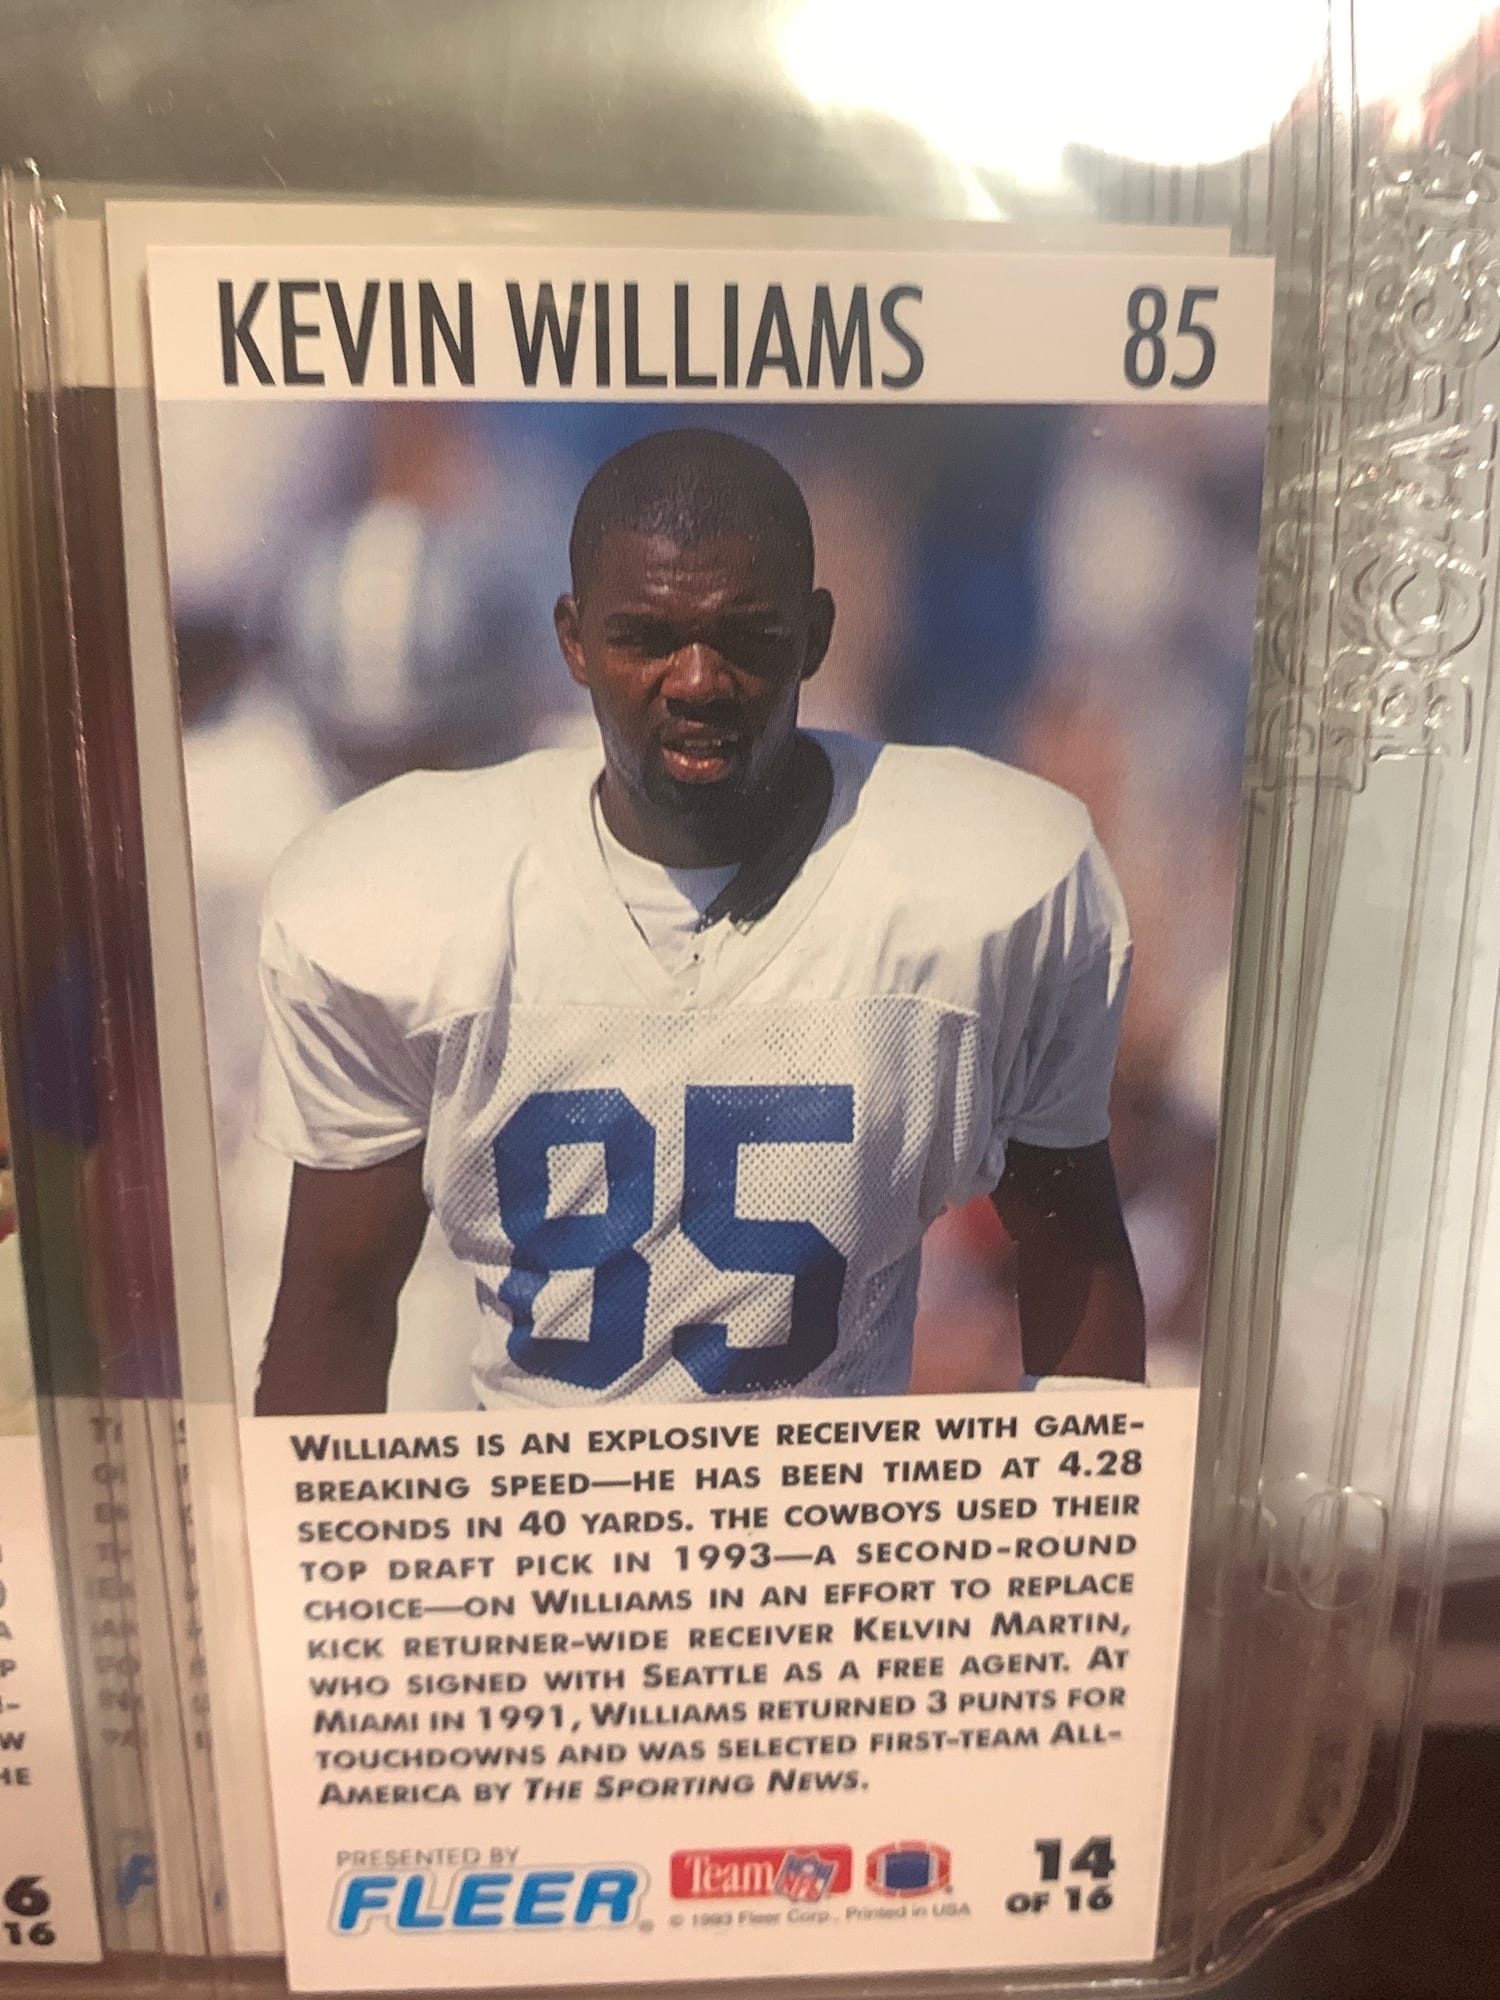 KEVIN WILLIAMS 85
85
WILLIAMS IS AN EXPLOSIVE RECEIVER WITH GAME-
BREAKING SPEED—HE HAS BEEN TIMED AT 4.28
SECONDS IN 40 YARDS. THE COWBOYS USED THEIR
TOP DRAFT PICK IN 1993—A SECOND-ROUND
CHOICE—ON WILLIAMS IN AN EFFORT TO REPLACE
KICK RETURNER-WIDE RECEIVER KELVIN MARTIN,
WHO SIGNED WITH SEATTLE AS A FREE AGENT. AT
MIAMI IN 1991, WILLIAMS RETURNED 3 PUNTS FOR
TOUCHDOWNS AND WAS SELECTED FIRST-TEAM ALL-
AMERICA BY THE SPORTING NEWS.
PRESENTED BY
FLEER
Team NFL
© 1993 Fleer Corp., Printed in USA
14
OF 16
6
16